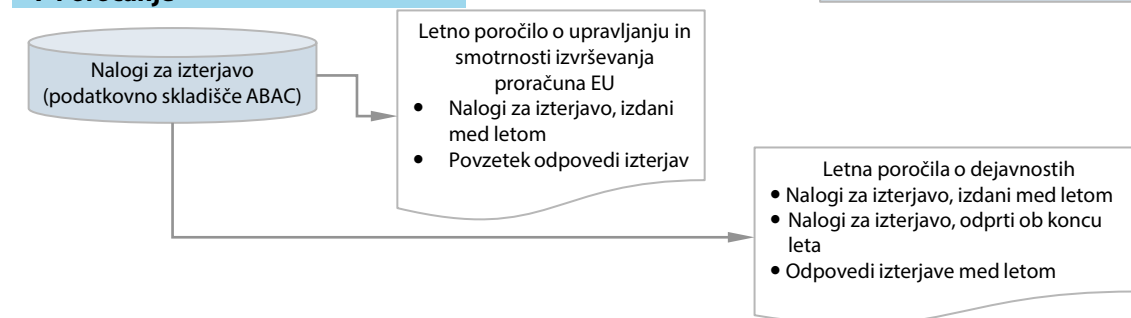 Nalogi za izterjavo
(podatkovno skladišče ABAC)
Letno poročilo o upravljanju in
smotrnosti izvrševanja
proračuna EU
• Nalogi za izterjavo, izdani
med letom
• Povzetek odpovedi izterjav
Letna poročila o dejavnostih
• Nalogi za izterjavo, izdani med letom
• Nalogi za izterjavo, odprti ob koncu
leta
• Odpovedi izterjave med letom